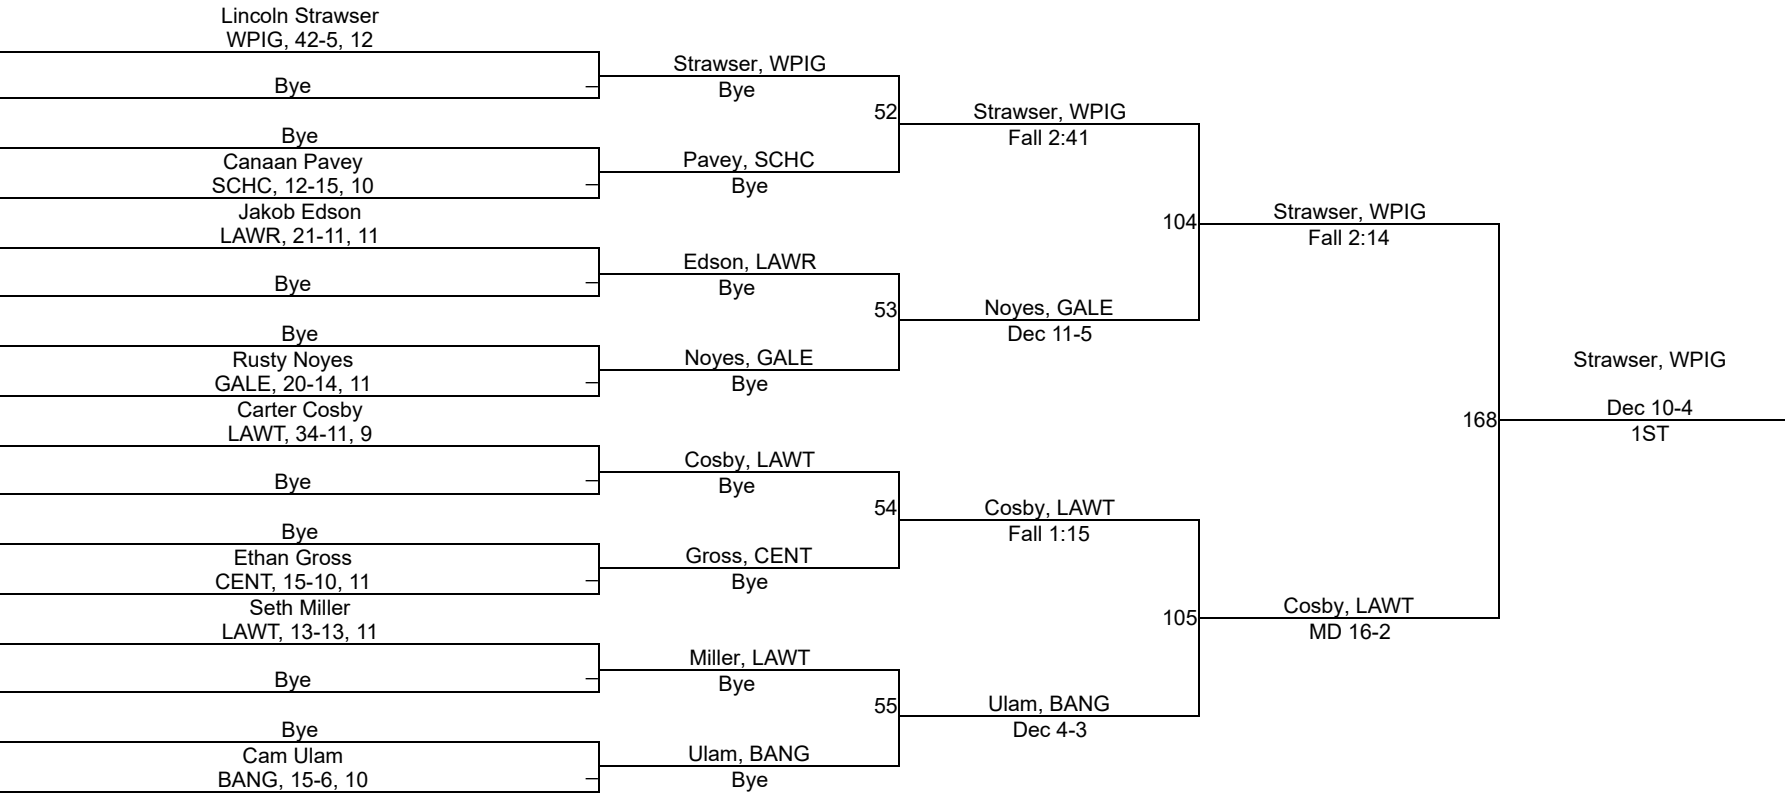 Lincoln Strawser
WPIG, 42-5, 12
Bye
Bye
Canaan Pavey
SCHC, 12-15, 10
Jakob Edson
LAWR, 21-11, 11
Bye
Bye
Rusty Noyes
GALE, 20-14, 11
Carter Cosby
LAWT, 34-11, 9
Bye
Bye
Ethan Gross
CENT, 15-10, 11
Seth Miller
LAWT, 13-13, 11
Bye
Bye
Cam Ulam
BANG, 15-6, 10
Strawser, WPIG
Bye
52
Pavey, SCHC
Bye
Edson, LAWR
Bye
53
Noyes, GALE
Bye
Cosby, LAWT
Bye
54
Gross, CENT
Bye
Miller, LAWT
Bye
55
Ulam, BANG
Bye
Strawser, WPIG
Fall 2:41
104
Noyes, GALE
Dec 11-5
Cosby, LAWT
Fall 1:15
105
Ulam, BANG
Dec 4-3
Strawser, WPIG
Fall 2:14
168
Cosby, LAWT
MD 16-2
Strawser, WPIG
Dec 10-4
1ST